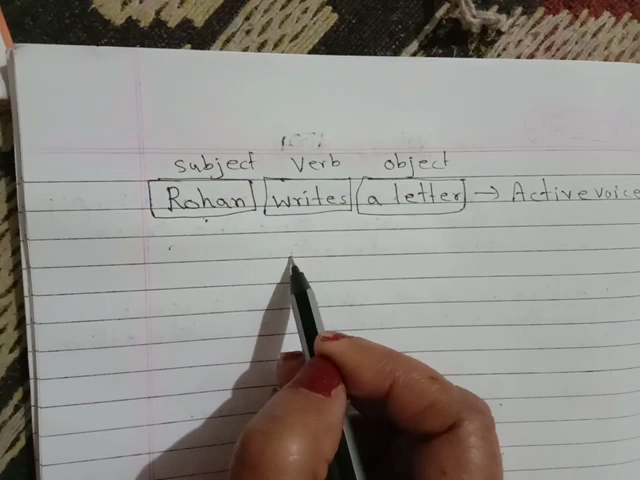 subject Verb object
Rohan writes a letter → Active voice